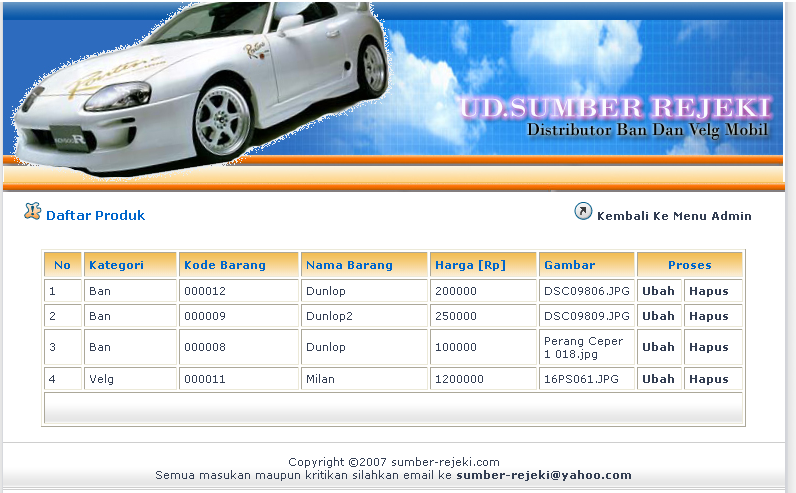 UD.SUMBER REJEKI
Distributor Ban Dan Velg Mobil
Daftar Produk
Kembali Ke Menu Admin
No Kategori Kode Barang Nama Barang Harga [Rp] Gambar Proses
1 Ban 000012 Dunlop 200000 DSC09806.JPG Ubah Hapus
2 Ban 000009 Dunlop2 250000 DSC09809.JPG Ubah Hapus
3 Ban 000008 Dunlop 100000 Perang Ceper 1 018.jpg Ubah Hapus
4 Velg 000011 Milan 1200000 16PS061.JPG Ubah Hapus
Copyright ©2007 sumber-rejeki.com
Semua masukan maupun kritikan silahkan email ke sumber-rejeki@yahoo.com